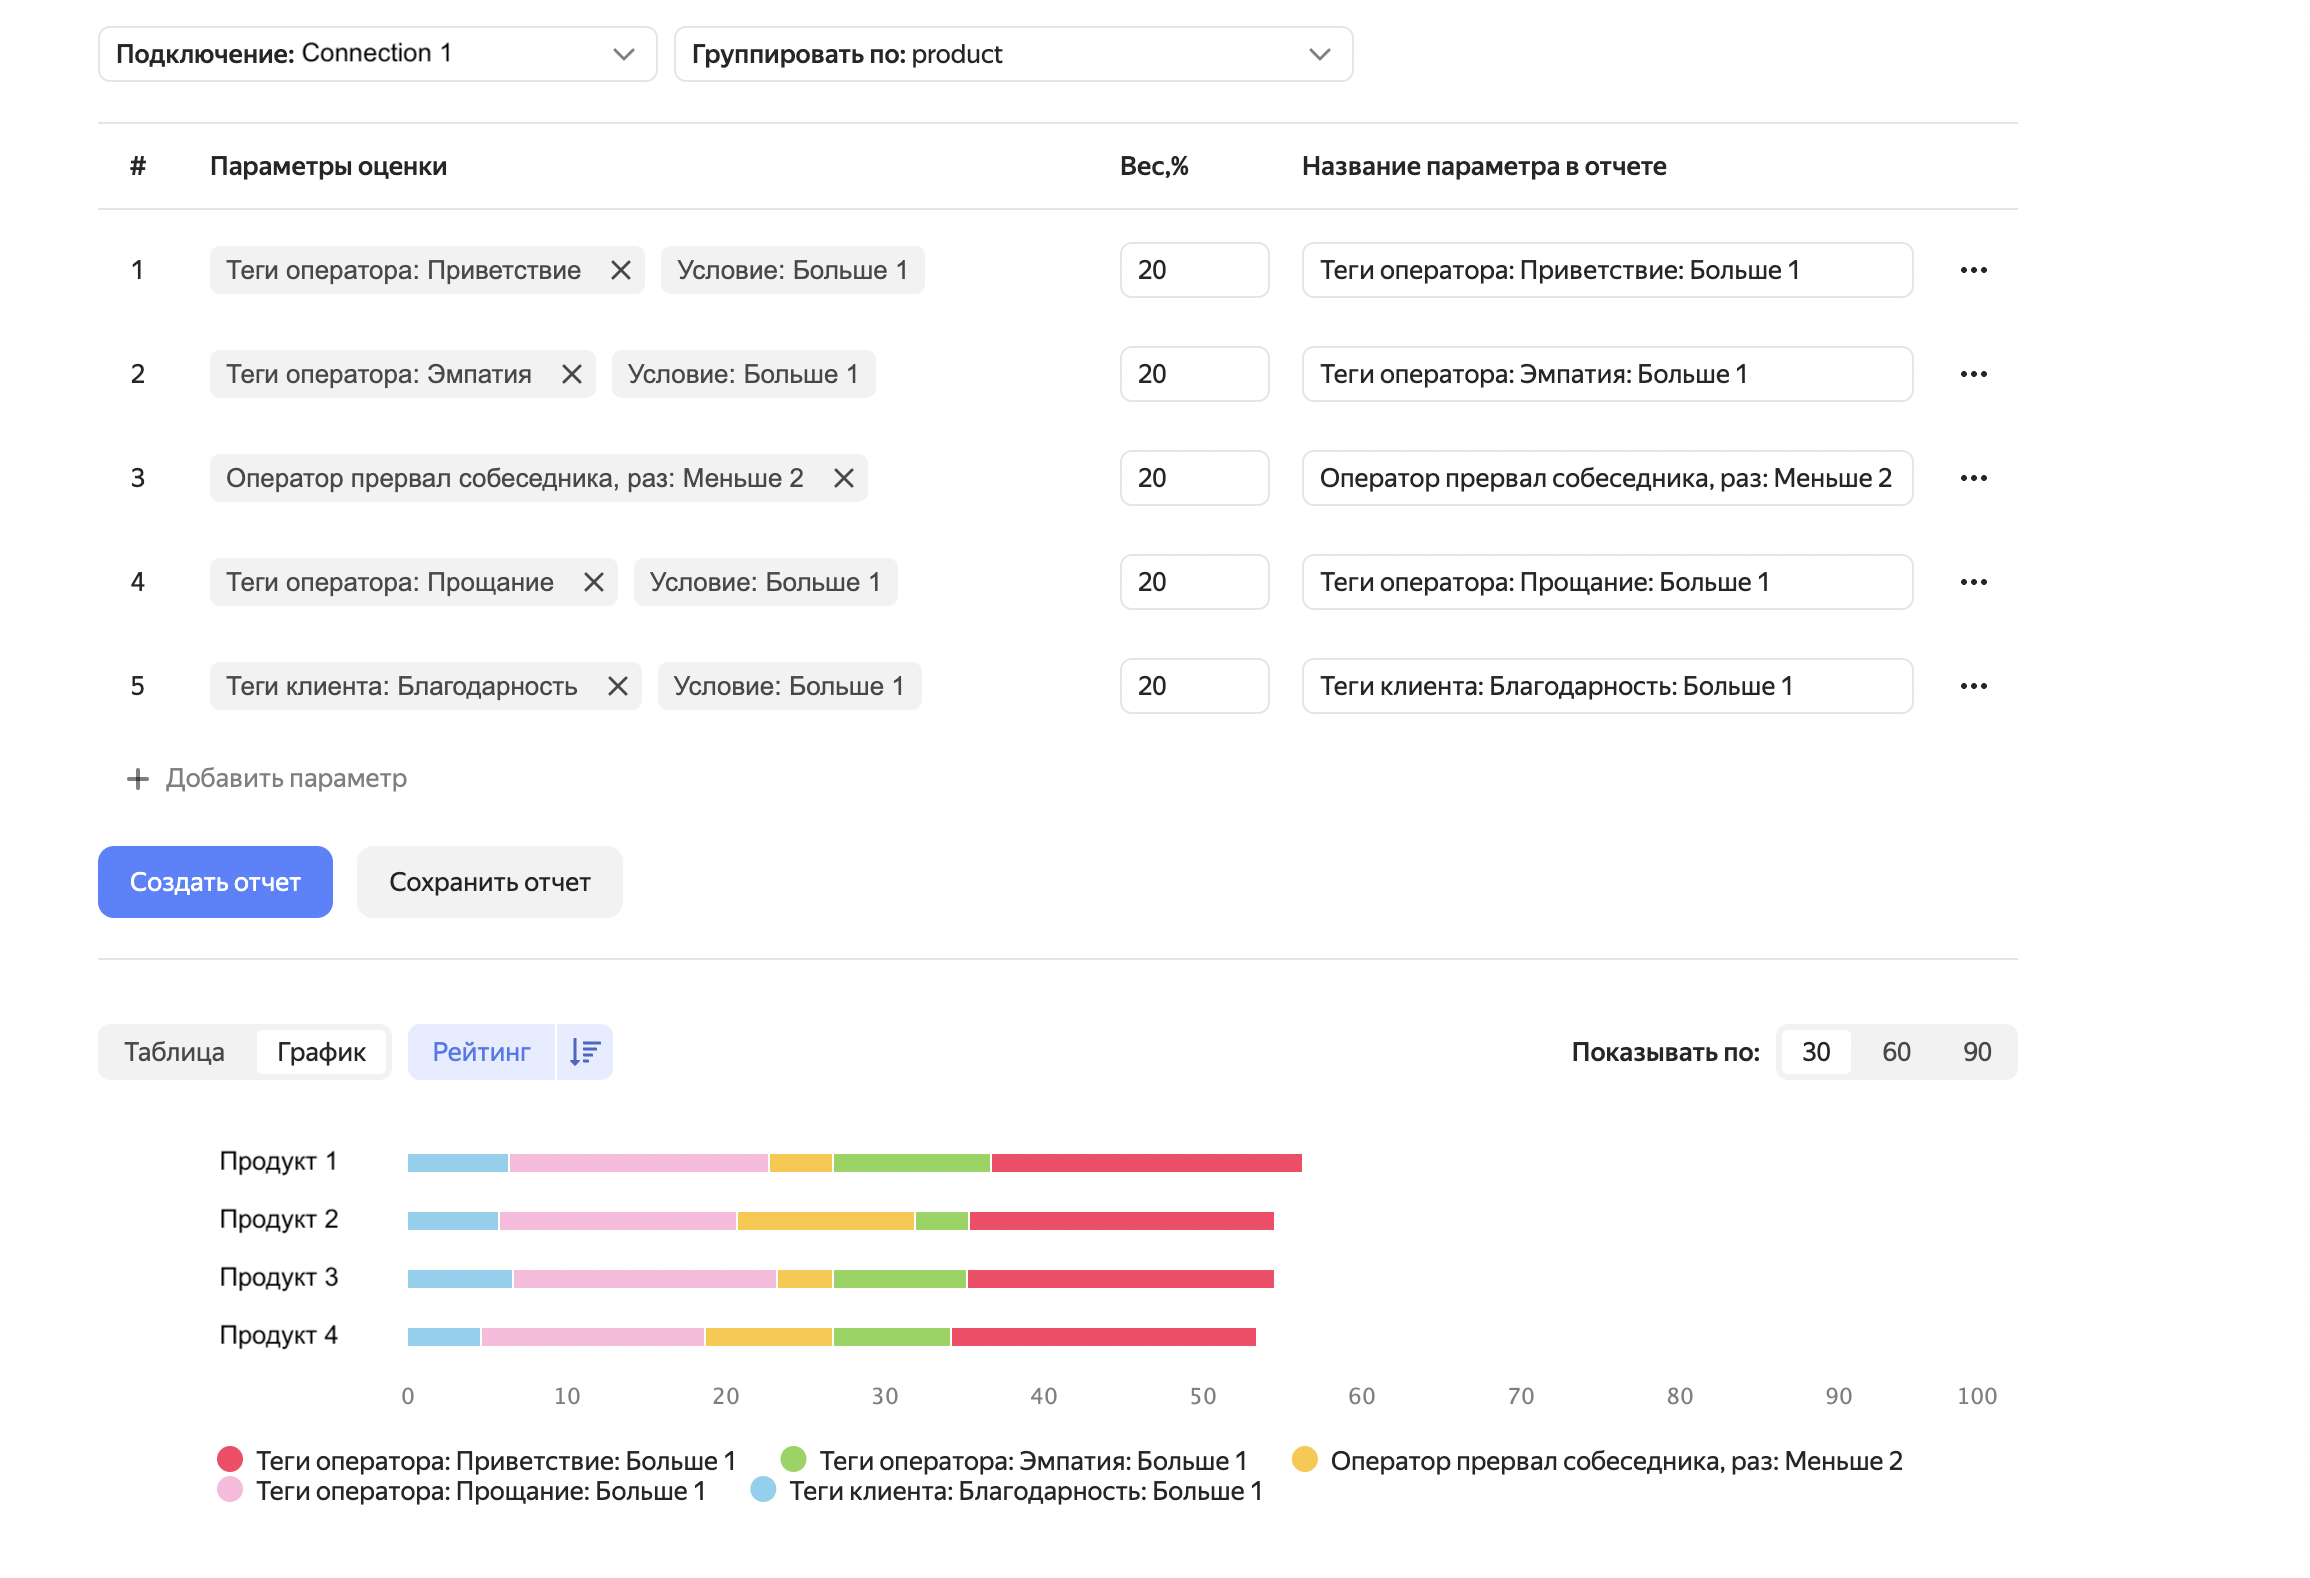 Подключение: Connection 1 Группировать по: product
# Параметры оценки Вес,% Название параметра в отчете
1 Теги оператора: Приветствие Условие: Больше 1 20 Теги оператора: Приветствие: Больше 1
2 Теги оператора: Эмпатия Условие: Больше 1 20 Теги оператора: Эмпатия: Больше 1
3 Оператор прервал собеседника, раз: Меньше 2 20 Оператор прервал собеседника, раз: Меньше 2
4 Теги оператора: Прощание Условие: Больше 1 20 Теги оператора: Прощание: Больше 1
5 Теги клиента: Благодарность Условие: Больше 1 20 Теги клиента: Благодарность: Больше 1
+ Добавить параметр
Создать отчет Сохранить отчет
Таблица График Рейтинг Показывать по: 30 60 90
Продукт 1
Продукт 2
Продукт 3
Продукт 4
0 10 20 30 40 50 60 70 80 90 100
Теги оператора: Приветствие: Больше 1 Теги оператора: Эмпатия: Больше 1 Оператор прервал собеседника, раз: Меньше 2
Теги оператора: Прощание: Больше 1 Теги клиента: Благодарность: Больше 1